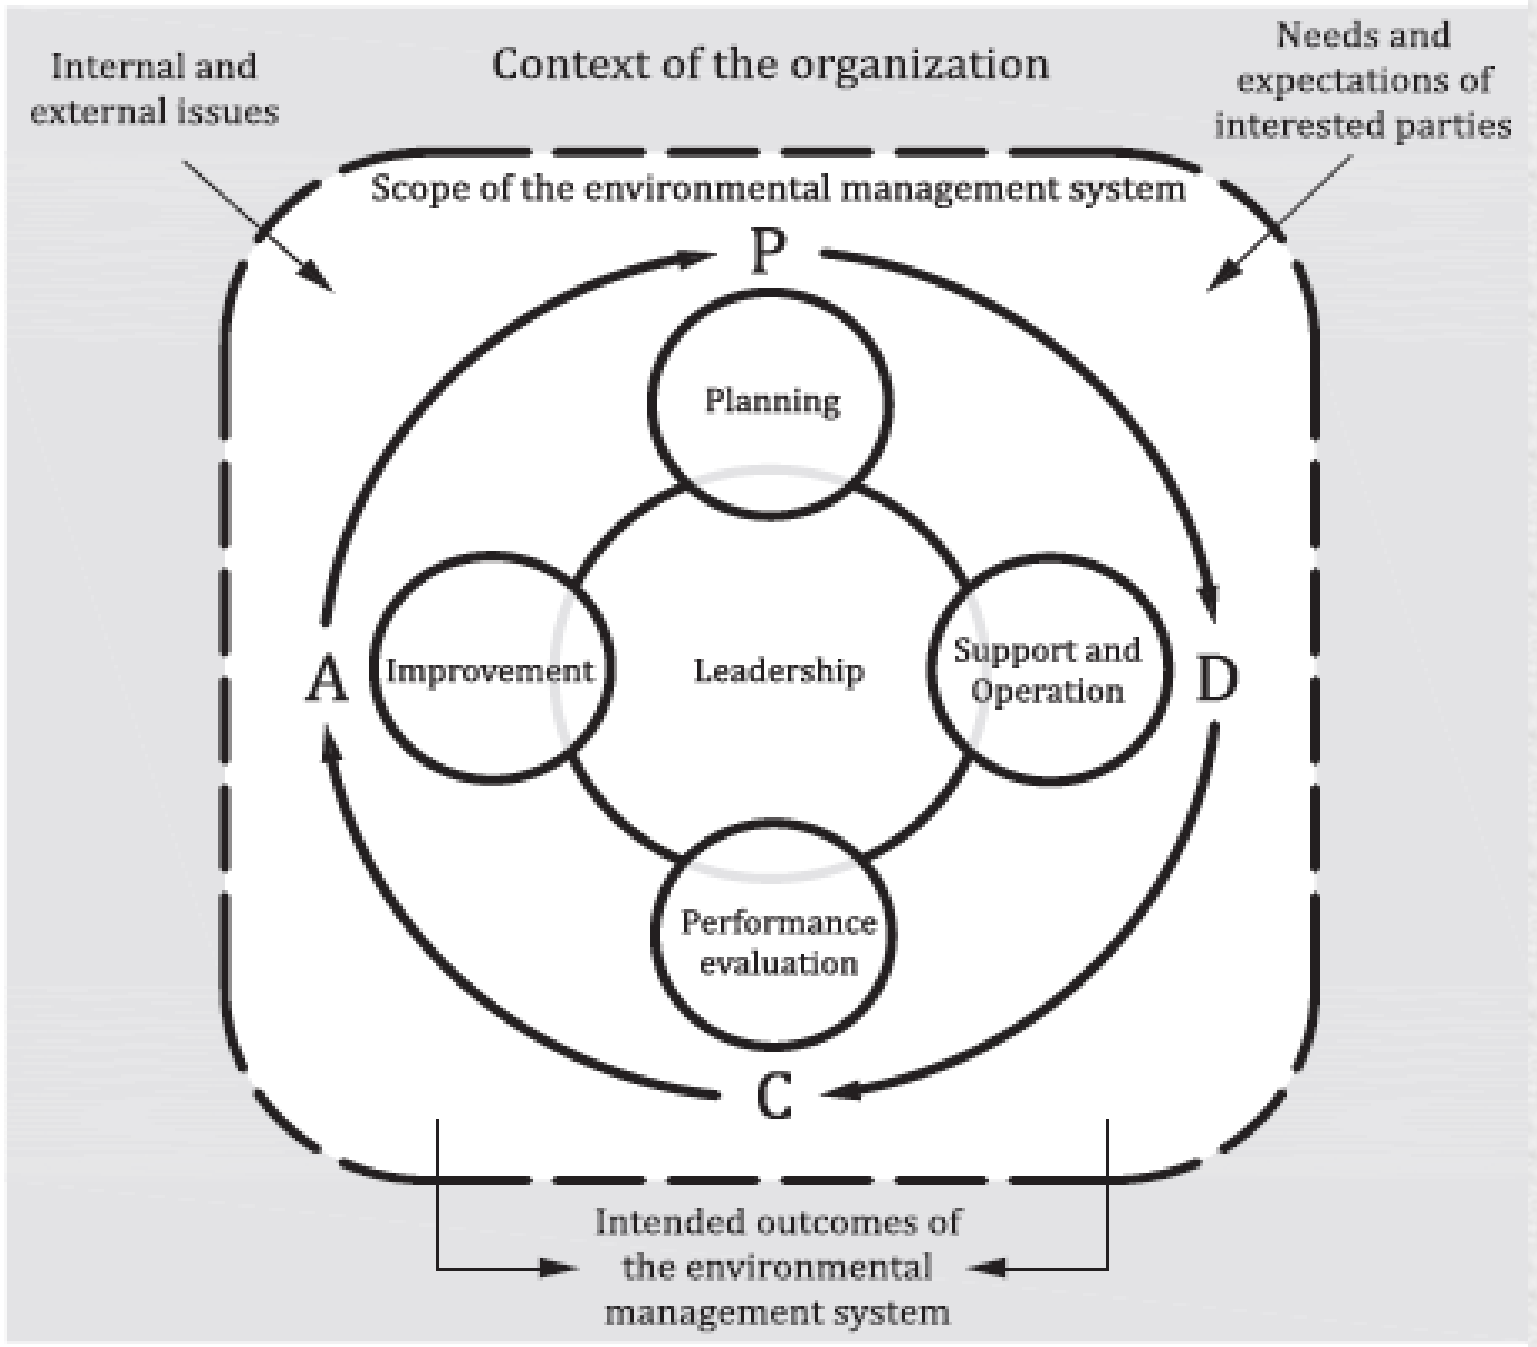 Context of the organization
Internal and
external issues
Needs and
expectations of
interested parties
Scope of the environmental management system
P
Planning
A
Improvement
Leadership
Support and
Operation
D
Performance
evaluation
C
Intended outcomes of
the environmental
management system